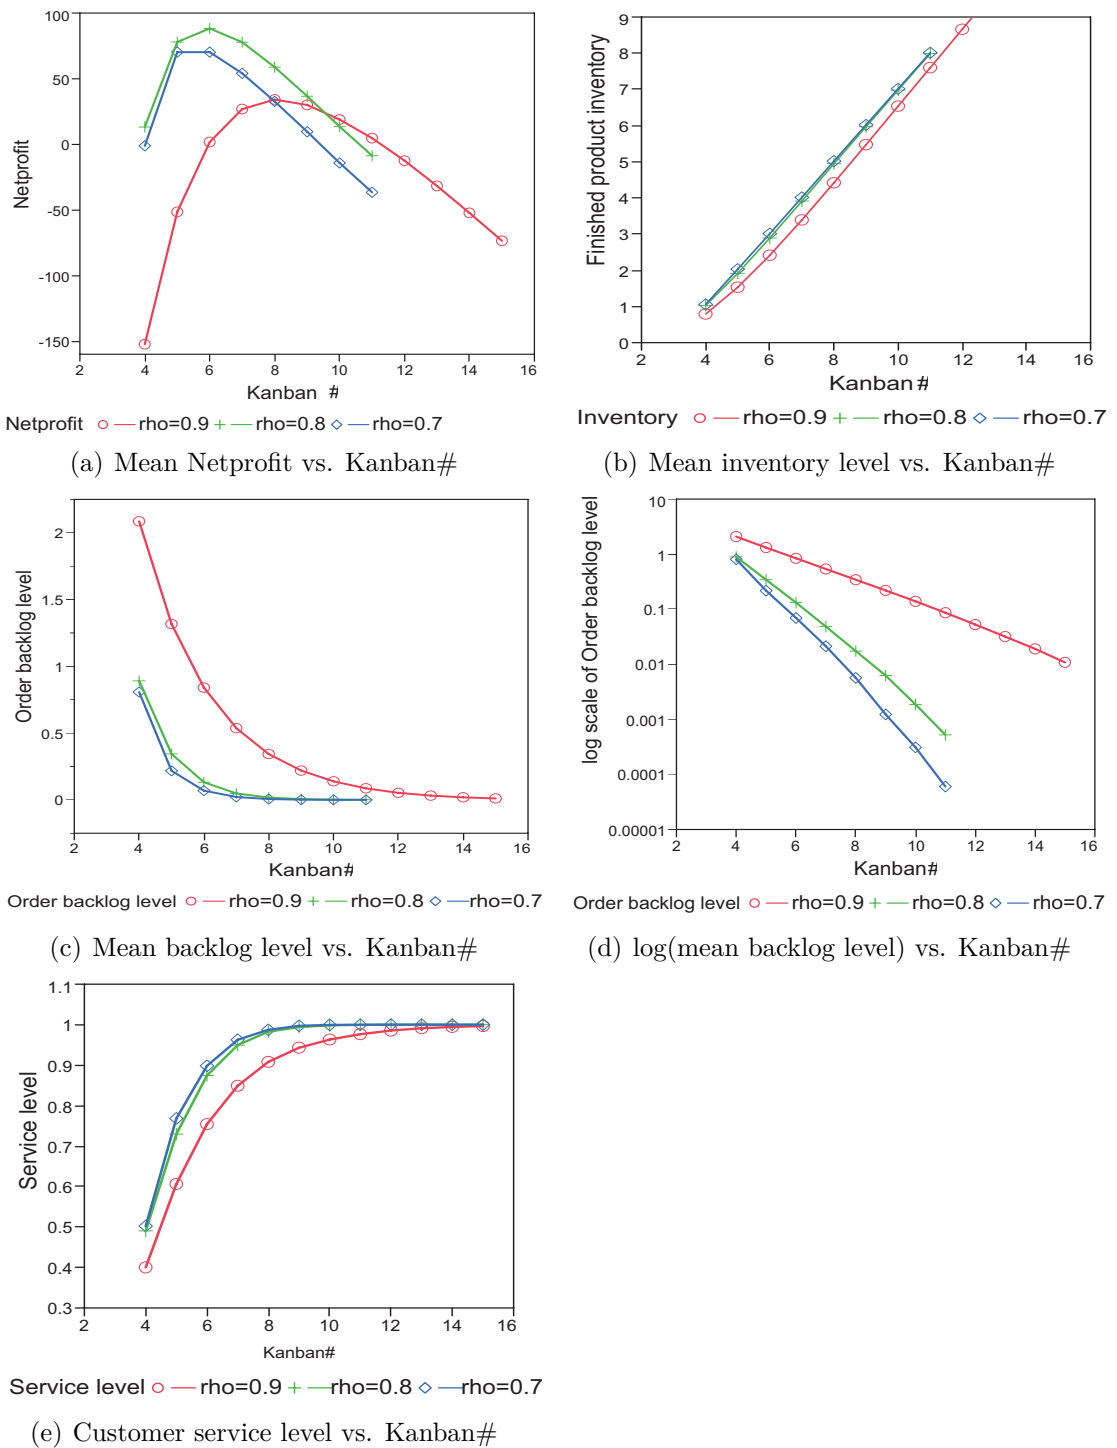 100
50
0
-50
-100
-150
Netprofit
2 4 6 8 10 12 14 16
Kanban #
Netprofit rho=0.9 rho=0.8 rho=0.7
(a) Mean Netprofit vs. Kanban#
9
8
7
6
5
4
3
2
1
0
Finished product inventory
2 4 6 8 10 12 14 16
Kanban #
Inventory rho=0.9 rho=0.8 rho=0.7
(b) Mean inventory level vs. Kanban#
2
1.5
1
0.5
0
Order backlog level
2 4 6 8 10 12 14 16
Kanban#
Order backlog level rho=0.9 rho=0.8 rho=0.7
(c) Mean backlog level vs. Kanban#
10
1
0.1
0.01
0.001
0.0001
0.00001
log scale of Order backlog level
2 4 6 8 10 12 14 16
Kanban#
Order backlog level rho=0.9 rho=0.8 rho=0.7
(d) log(mean backlog level) vs. Kanban#
1.1
1
0.9
0.8
0.7
0.6
0.5
0.4
0.3
Service level
2 4 6 8 10 12 14 16
Kanban#
Service level rho=0.9 rho=0.8 rho=0.7
(e) Customer service level vs. Kanban#